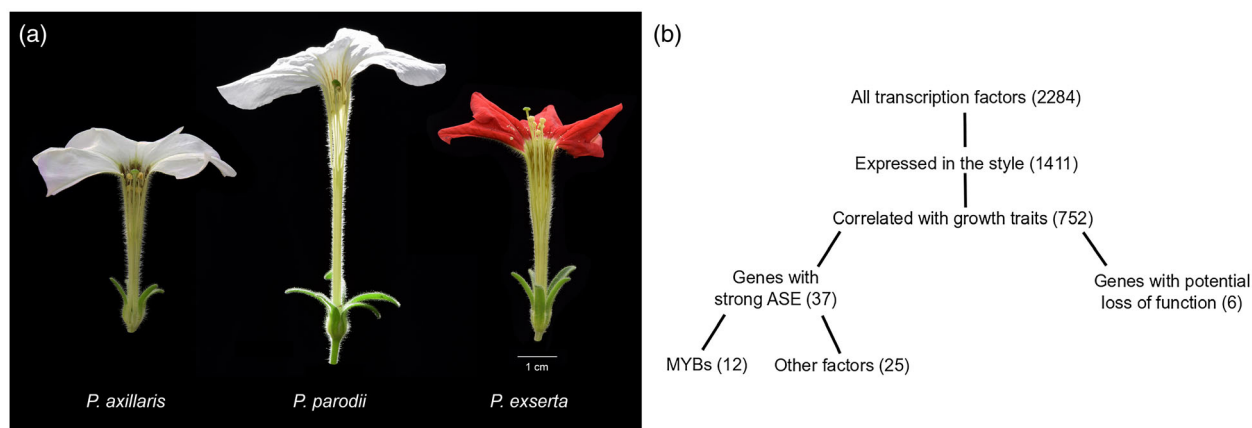 (a)
1 cm
P. axillaris
P. parodii
P. exserta
(b)
All transcription factors (2284)
Expressed in the style (1411)
Correlated with growth traits (752)
Genes with
strong ASE (37)
Genes with potential
loss of function (6)
MYBs (12)
Other factors (25)